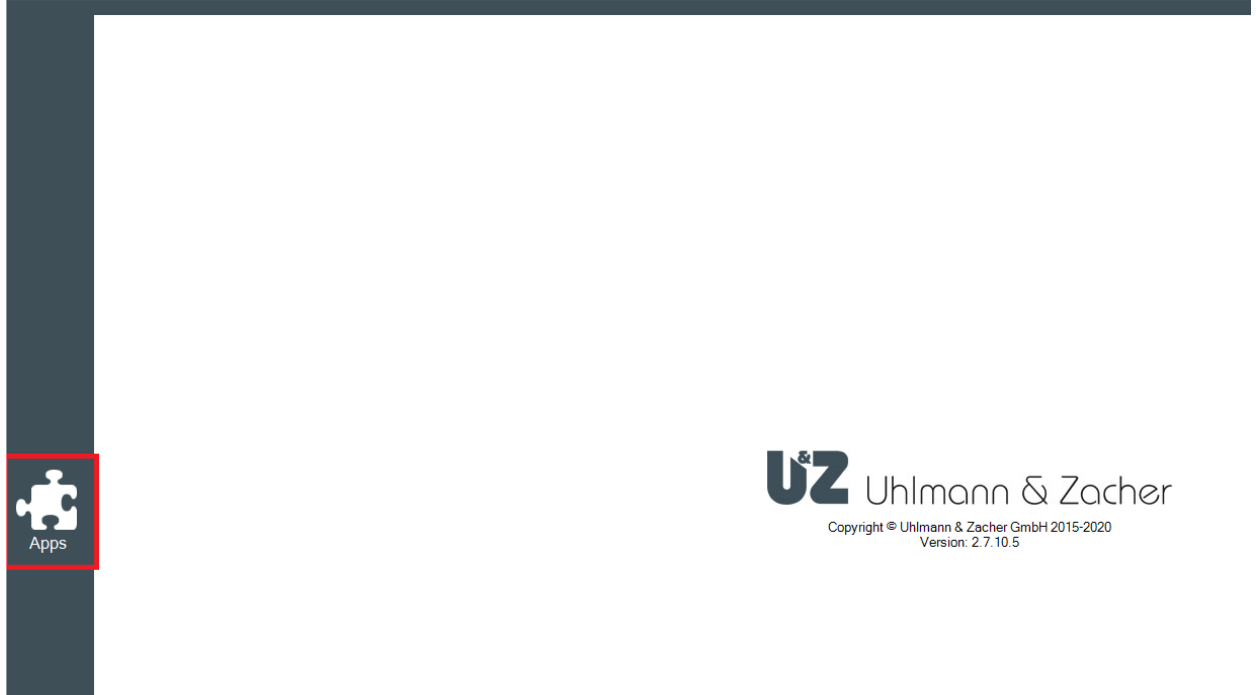 Apps
U&Z Uhlmann & Zacher
Copyright © Uhlmann & Zacher GmbH 2015-2020
Version: 2.7.10.5